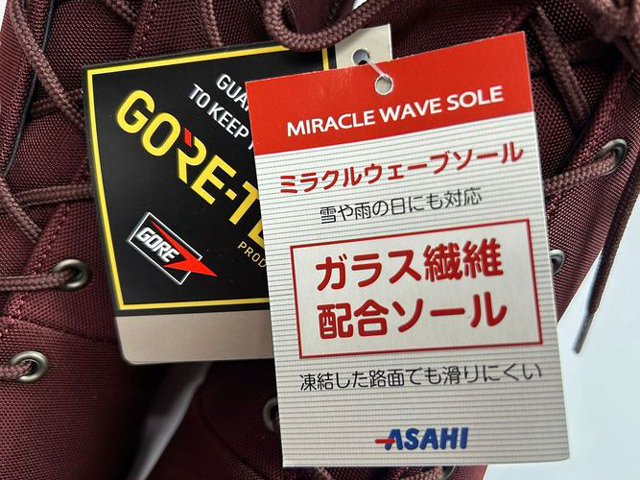 GUA
TO KEEP
GORE-TE
PROD
GORE
MIRACLE WAVE SOLE
ミラクルウェーブソール
雪や雨の日にも対応
ガラス繊維
配合ソール
凍結した路面でも滑りにくい
ASAHI